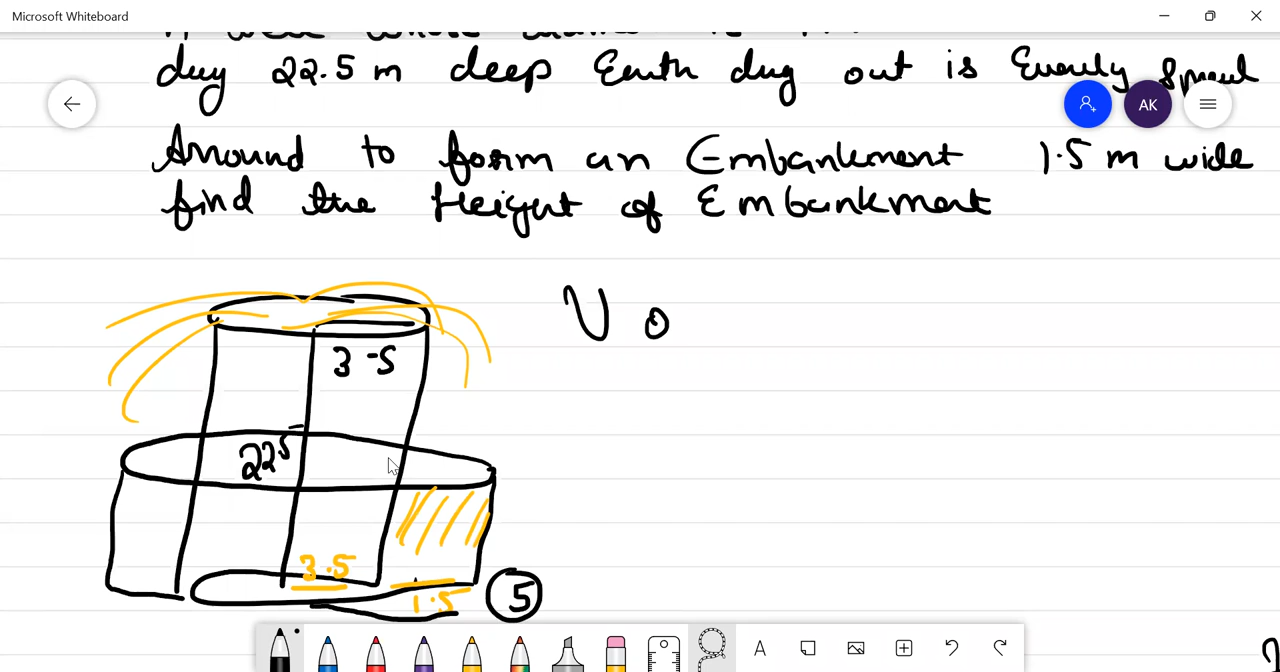 Microsoft Whiteboard
dug 22.5 m deep Earth dug out is Evenly spread
AK
Arround to form an Embankment 1.5 m wide
find the Height of Embankment
V o
3-5
22.5
3.5
1.5
5
A